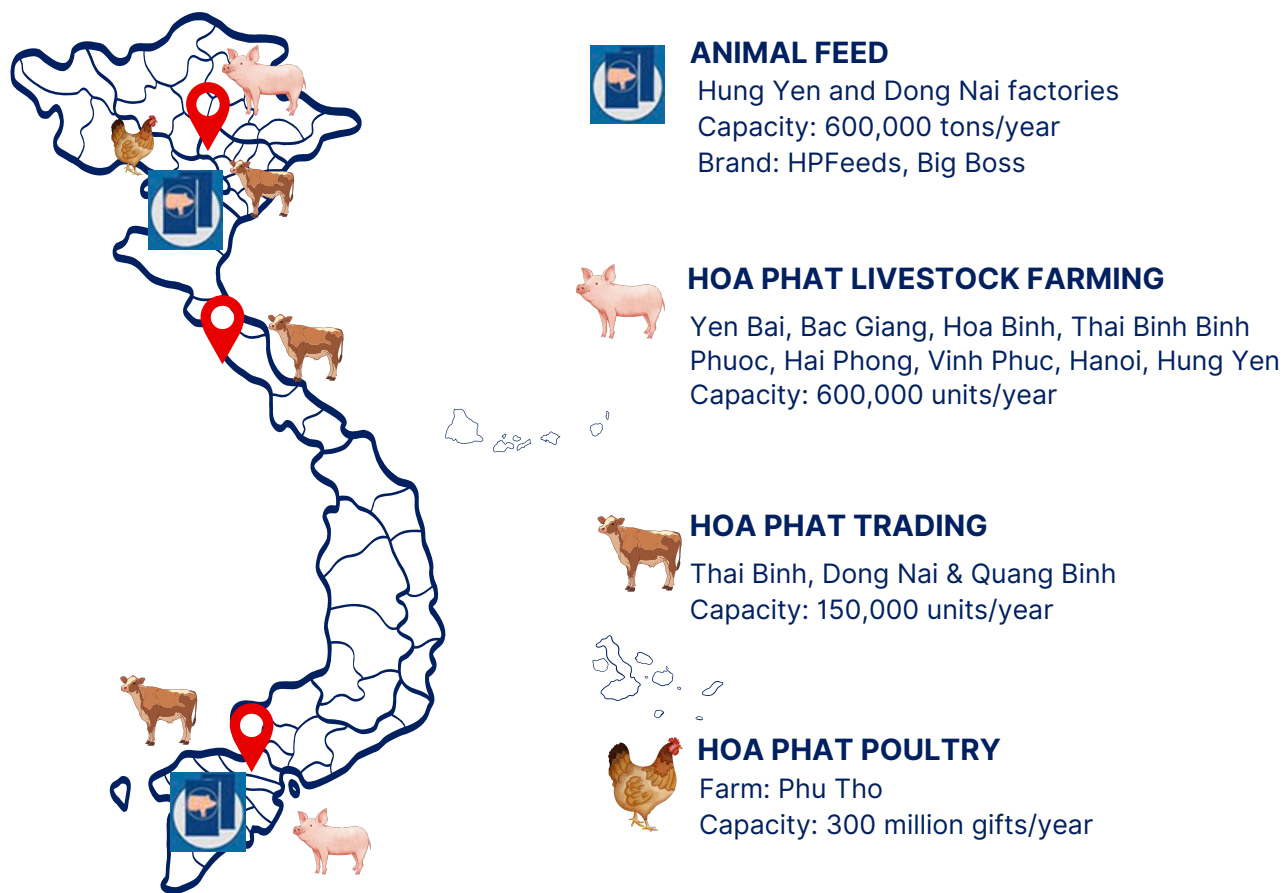 ANIMAL FEED
Hung Yen and Dong Nai factories
Capacity: 600,000 tons/year
Brand: HPFeeds, Big Boss
HOA PHAT LIVESTOCK FARMING
Yen Bai, Bac Giang, Hoa Binh, Thai Binh Binh
Phuoc, Hai Phong, Vinh Phuc, Hanoi, Hung Yen
Capacity: 600,000 units/year
HOA PHAT TRADING
Thai Binh, Dong Nai & Quang Binh
Capacity: 150,000 units/year
HOA PHAT POULTRY
Farm: Phu Tho
Capacity: 300 million gifts/year